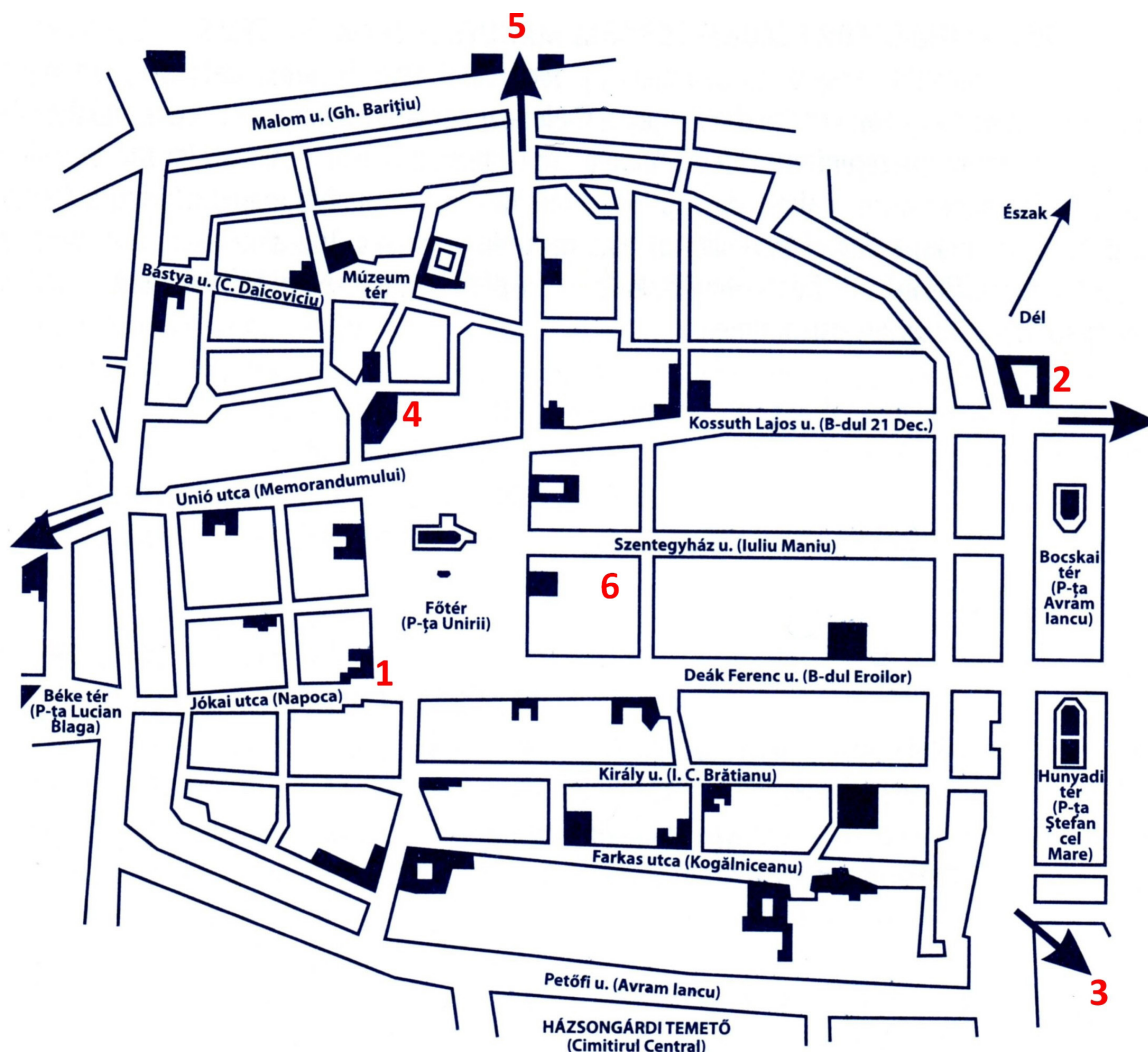 5
Malom u. (Gh. Barițiu)
Észak
Dél
Bástya u. (C. Daicoviciu)
Múzeum
tér
2
4
Kossuth Lajos u. (B-dul 21 Dec.)
Unió utca (Memorandumului)
Szentegyház u. (Iuliu Maniu)
Bocskai
tér
(P-ța
Avram
Iancu)
6
Főtér
(P-ța Unirii)
1
Deák Ferenc u. (B-dul Eroilor)
Béke tér
(P-ța Lucian
Blaga)
Jókai utca (Napoca)
Király u. (I. C. Brătianu)
Hunyadi
tér
(P-ța
Ștefan
cel
Mare)
Farkas utca (Kogălniceanu)
3
Petőfi u. (Avram Iancu)
HÁZSONGÁRDI TEMETŐ
(Cimitirul Central)